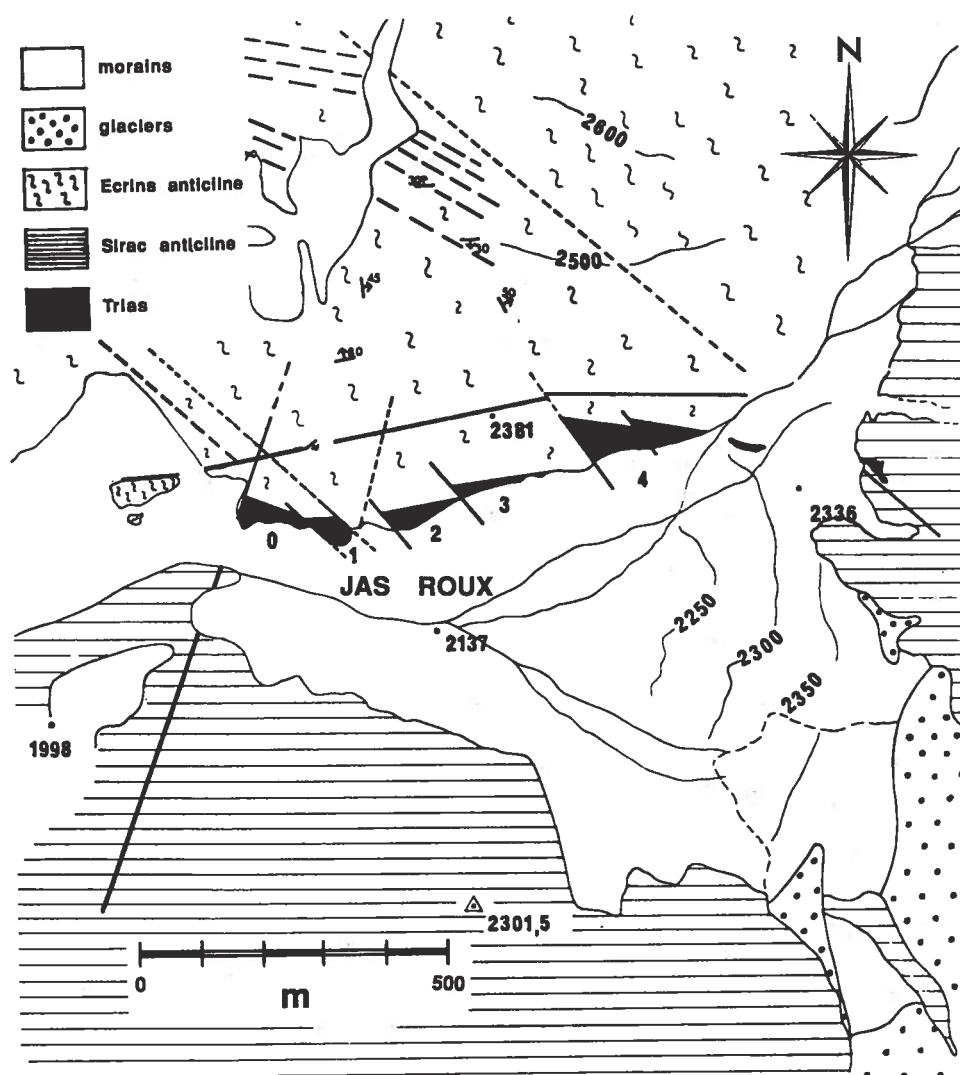 morains
glaciers
Ecrins anticline
Sirac anticline
Trias
N
2600
2500
2381
4
3
2
0
1
2336
JAS ROUX
2250
2137
2300
2350
1998
2301,5
0
500
m